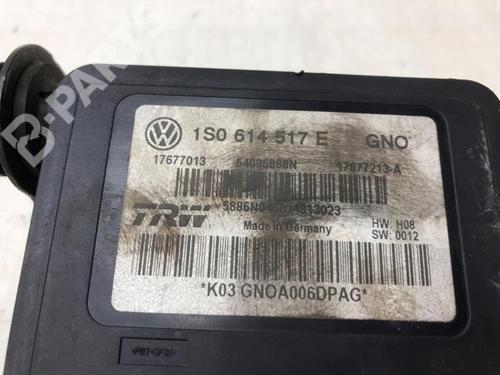 B-PARTS
1S0 614 517 E GNO
17677013 54085886N 17677213-A
TRW
Made in Germany
HW: H08
SW: 0012
*K03 GNOA006DPAG*